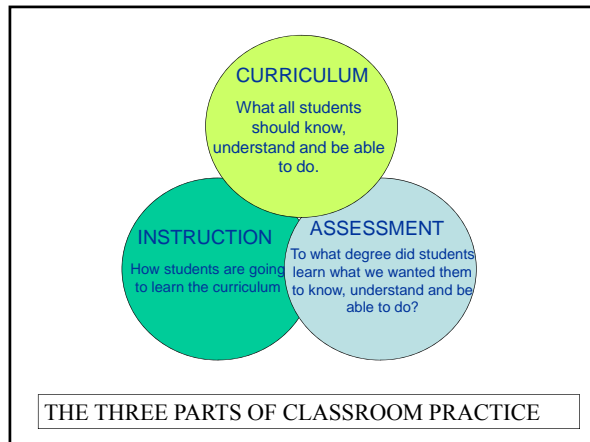 CURRICULUM
What all students
should know,
understand and be able
to do.
INSTRUCTION
How students are going
to learn the curriculum
ASSESSMENT
To what degree did students
learn what we wanted them
to know, understand and be
able to do?
THE THREE PARTS OF CLASSROOM PRACTICE